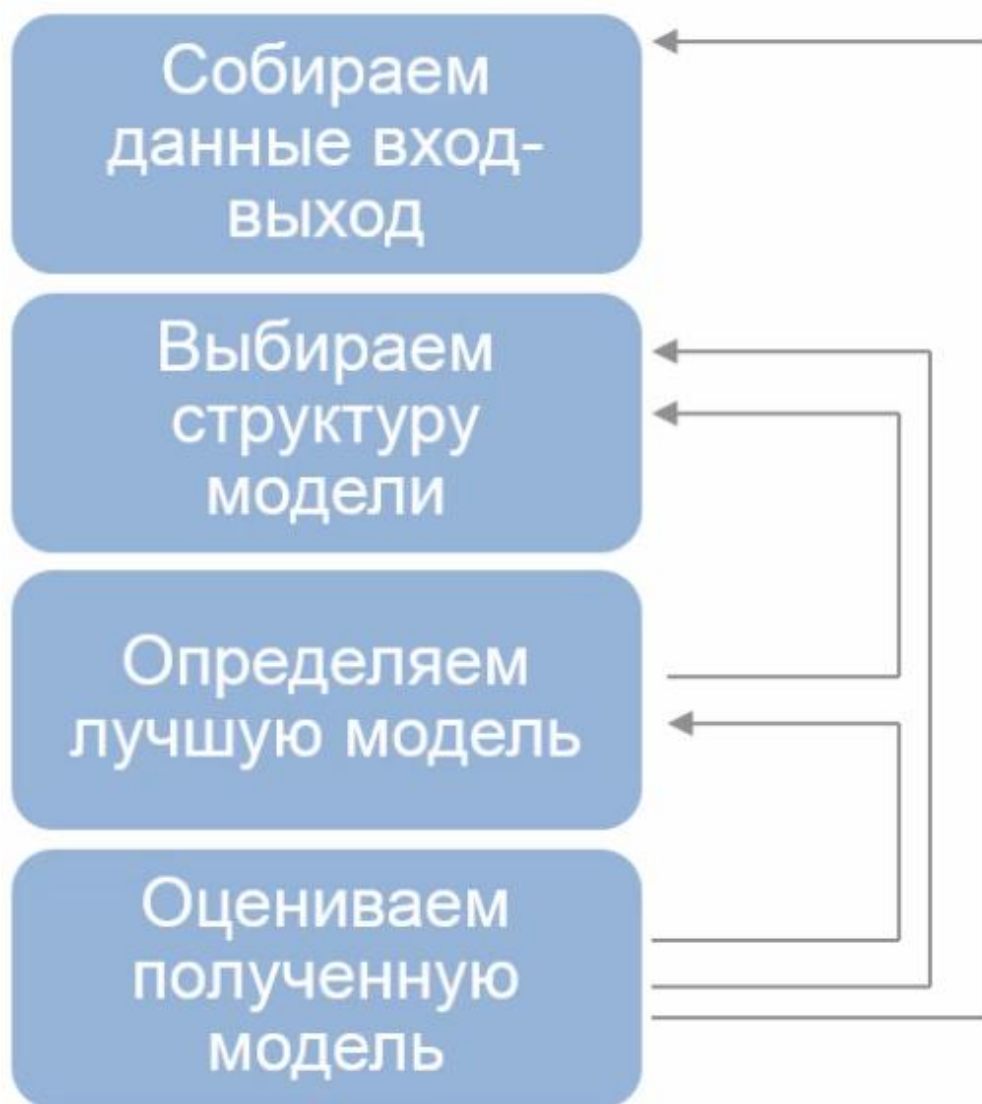 Собираем
данные вход-
выход
Выбираем
структуру
модели
Определяем
лучшую модель
Оцениваем
полученную
модель